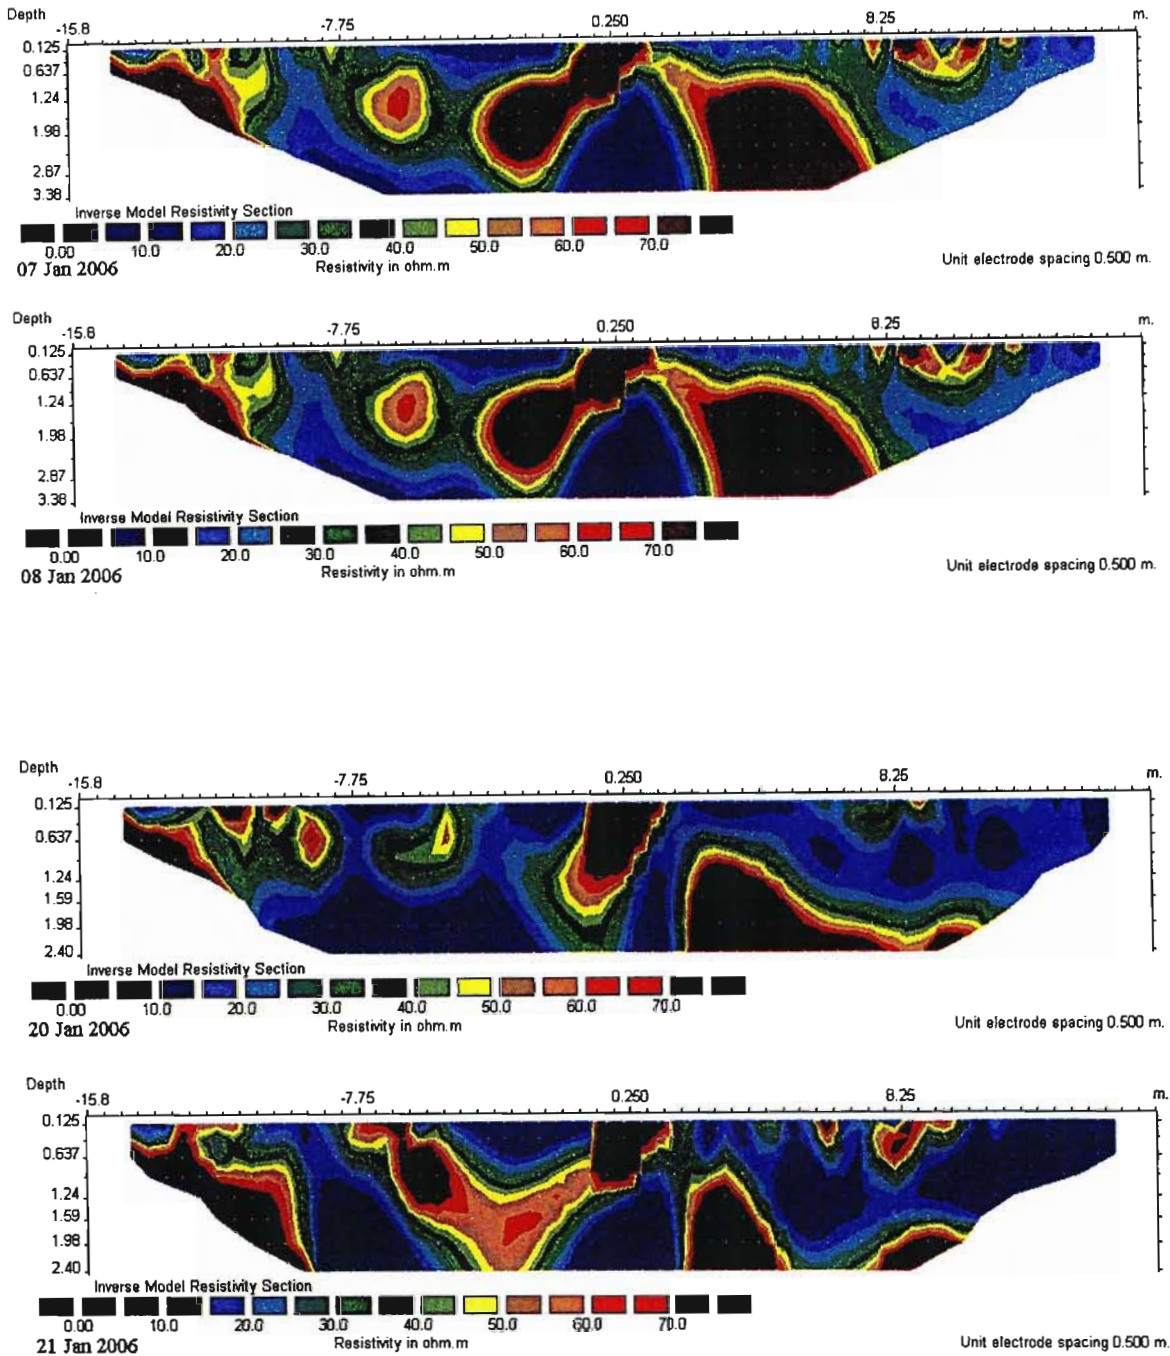 Depth
-15.8 -7.75 0.250 8.25 m.
0.125
0.637
1.24
1.98
2.87
3.38
Inverse Model Resistivity Section
0.00 10.0 20.0 30.0 40.0 50.0 60.0 70.0
07 Jan 2006 Resistivity in ohm.m Unit electrode spacing 0.500 m.
Depth
-15.8 -7.75 0.250 8.25 m.
0.125
0.637
1.24
1.98
2.87
3.38
Inverse Model Resistivity Section
0.00 10.0 20.0 30.0 40.0 50.0 60.0 70.0
08 Jan 2006 Resistivity in ohm.m Unit electrode spacing 0.500 m.
Depth
-15.8 -7.75 0.250 8.25 m.
0.125
0.637
1.24
1.59
1.98
2.40
Inverse Model Resistivity Section
0.00 10.0 20.0 30.0 40.0 50.0 60.0 70.0
20 Jan 2006 Resistivity in ohm.m Unit electrode spacing 0.500 m.
Depth
-15.8 -7.75 0.250 8.25 m.
0.125
0.637
1.24
1.59
1.98
2.40
Inverse Model Resistivity Section
0.00 10.0 20.0 30.0 40.0 50.0 60.0 70.0
21 Jan 2006 Resistivity in ohm.m Unit electrode spacing 0.500 m.